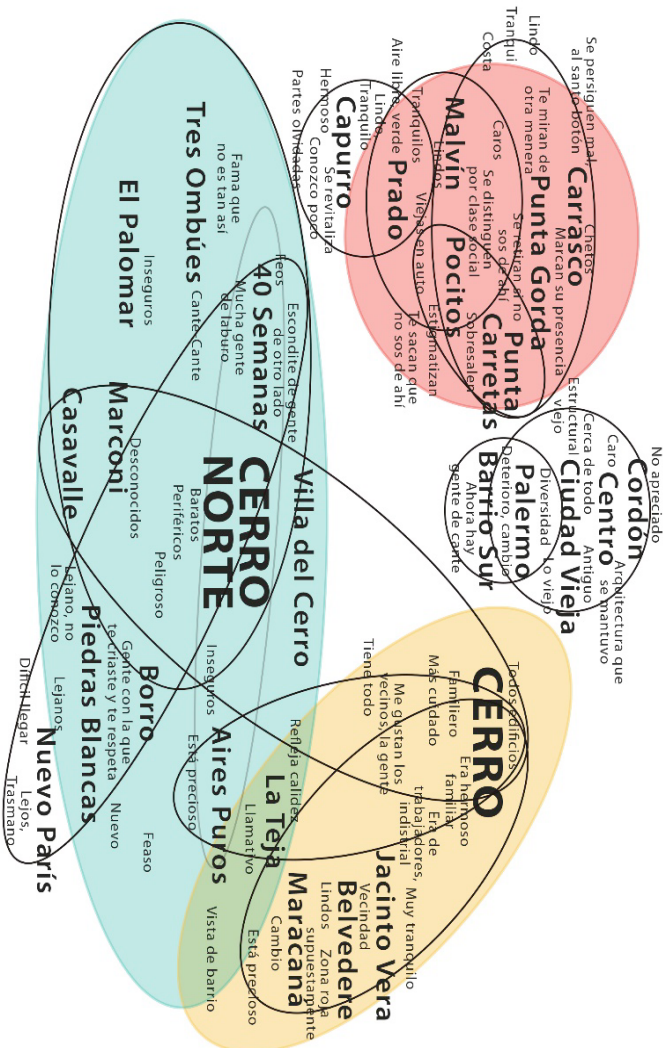 Se persiguen mal,
al santo botón
Lindo
Tranqui
Costa
Carrasco
Chetos
Te miran de
otra menera
Punta Gorda
Marcan su presencia
Caros
Se retiran si no
sos de ahí
Malvín
Lindos
Se distinguen
por clase social
Punta
Carretas
Pocitos
Sobresalen
Estigmatizan
Te sacan que
no sos de ahí
Aire libre, verde
Tranquilos
Prado
Viejas en auto
Lindo
Tranquilo
Capurro
Hermoso
Partes olvidadas
Se revitaliza
Conozco poco
No apreciado
Cordón
Arquitectura que
se mantuvo
Caro
Centro
Cerca de todo
Antiguo
Estructural
viejo
Ciudad Vieja
Diversidad
Lo viejo
Palermo
Deterioro, cambio
Barrio Sur
Ahora hay
gente de cante
Todos edificios
CERRO
Familiero
Más cuidado
Era hermoso
familiar
Me gustan los
vecinos, la gente
Tiene todo
Era de
trabajadores,
indistrial
Muy tranquilo
Jacinto Vera
Vecindad
Belvedere
Lindos
Zona roja
supuestamente
Maracaná
Cambio
Está precioso
Refleja calidez
La Teja
Llamativo
Vista de barrio
Inseguros
Aires Puros
Está precioso
Tres Ombúes
Fama que
no es tan así
Cante Cante
El Palomar
Inseguros
Feos
40 Semanas
Mucha gente
de laburo
Escondite de gente
de otro lado
Villa del Cerro
CERRO
NORTE
Baratos
Periféricos
Peligroso
Marconi
Desconocidos
Casavalle
Borro
Gente con la que
te criaste y te respeta
Piedras Blancas
Lejano, no
lo conozco
Lejanos
Nuevo
Feaso
Nuevo París
Difícil llegar
Lejos,
Trasmano